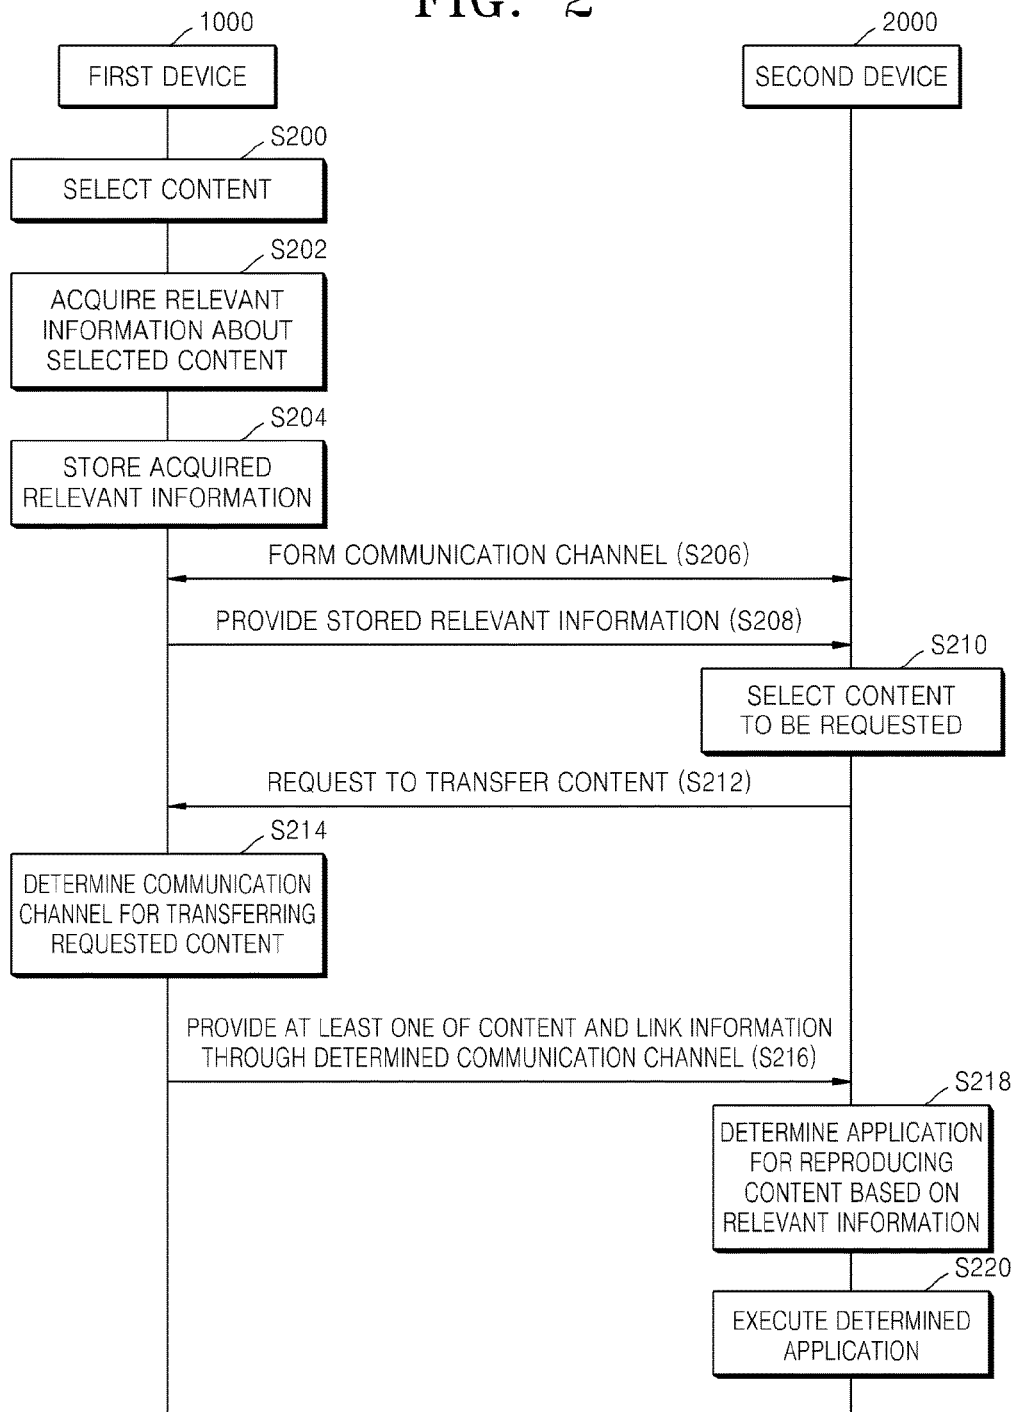 FIG. 2
1000
FIRST DEVICE
2000
SECOND DEVICE
S200
SELECT CONTENT
S202
ACQUIRE RELEVANT
INFORMATION ABOUT
SELECTED CONTENT
S204
STORE ACQUIRED
RELEVANT INFORMATION
FORM COMMUNICATION CHANNEL (S206)
PROVIDE STORED RELEVANT INFORMATION (S208)
S210
SELECT CONTENT
TO BE REQUESTED
REQUEST TO TRANSFER CONTENT (S212)
S214
DETERMINE COMMUNICATION
CHANNEL FOR TRANSFERRING
REQUESTED CONTENT
PROVIDE AT LEAST ONE OF CONTENT AND LINK INFORMATION
THROUGH DETERMINED COMMUNICATION CHANNEL (S216)
S218
DETERMINE APPLICATION
FOR REPRODUCING
CONTENT BASED ON
RELEVANT INFORMATION
S220
EXECUTE DETERMINED
APPLICATION